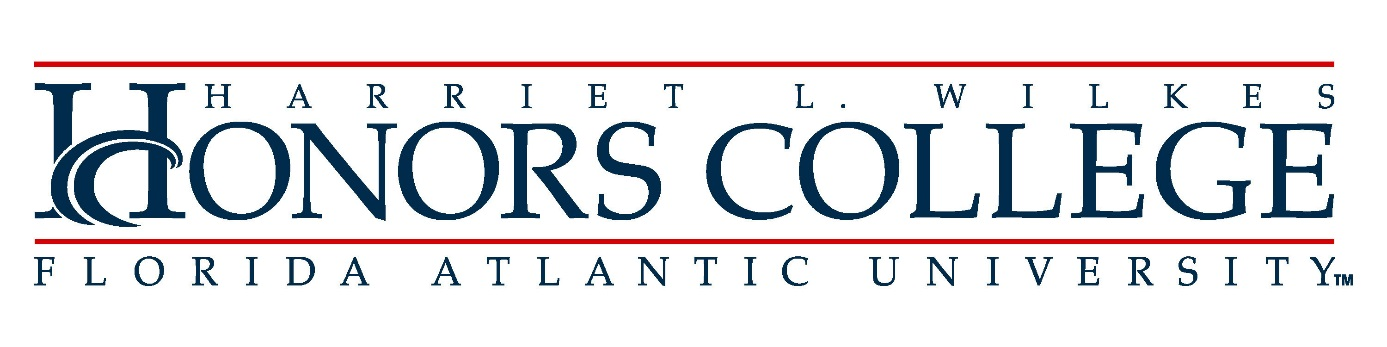 HARRIET L. WILKES
HONORS COLLEGE
FLORIDA ATLANTIC UNIVERSITY™